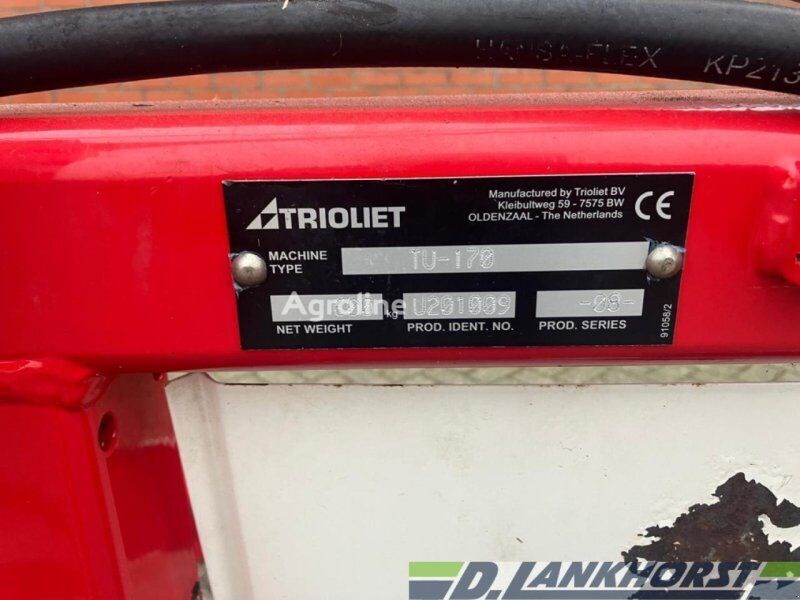 HANSA-FLEX KP213
TRIOLIET
Manufactured by Trioliet BV
Kleibultweg 59 - 7575 BW
OLDENZAAL - The Netherlands
CE
MACHINE TYPE TU-170
kg U201009 -08-
NET WEIGHT PROD. IDENT. NO. PROD. SERIES
91058/2
Agroline
D.LANKHORST